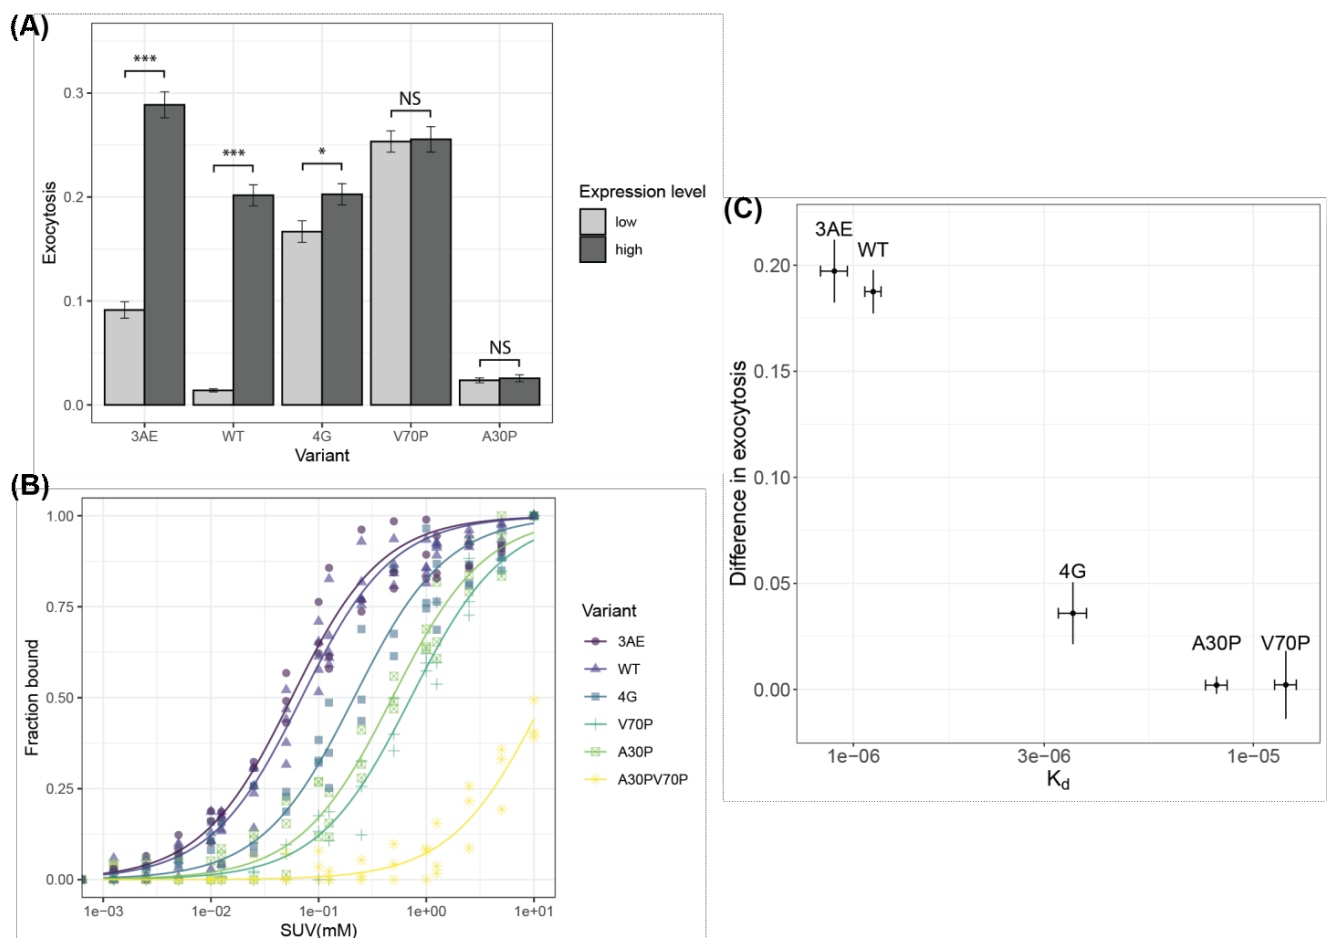 (A)
***
***
*
NS
NS
0.3
0.2
0.1
0.0
Exocytosis
3AE WT 4G V70P A30P
Variant
Expression level
low
high
(B)
1.00
0.75
0.50
0.25
0.00
Fraction bound
1e-03 1e-02 1e-01 1e+00 1e+01
SUV(mM)
Variant
3AE
WT
4G
V70P
A30P
A30PV70P
(C)
3AE
WT
4G
A30P V70P
0.20
0.15
0.10
0.05
0.00
Difference in exocytosis
1e-06 3e-06 1e-05
Kd